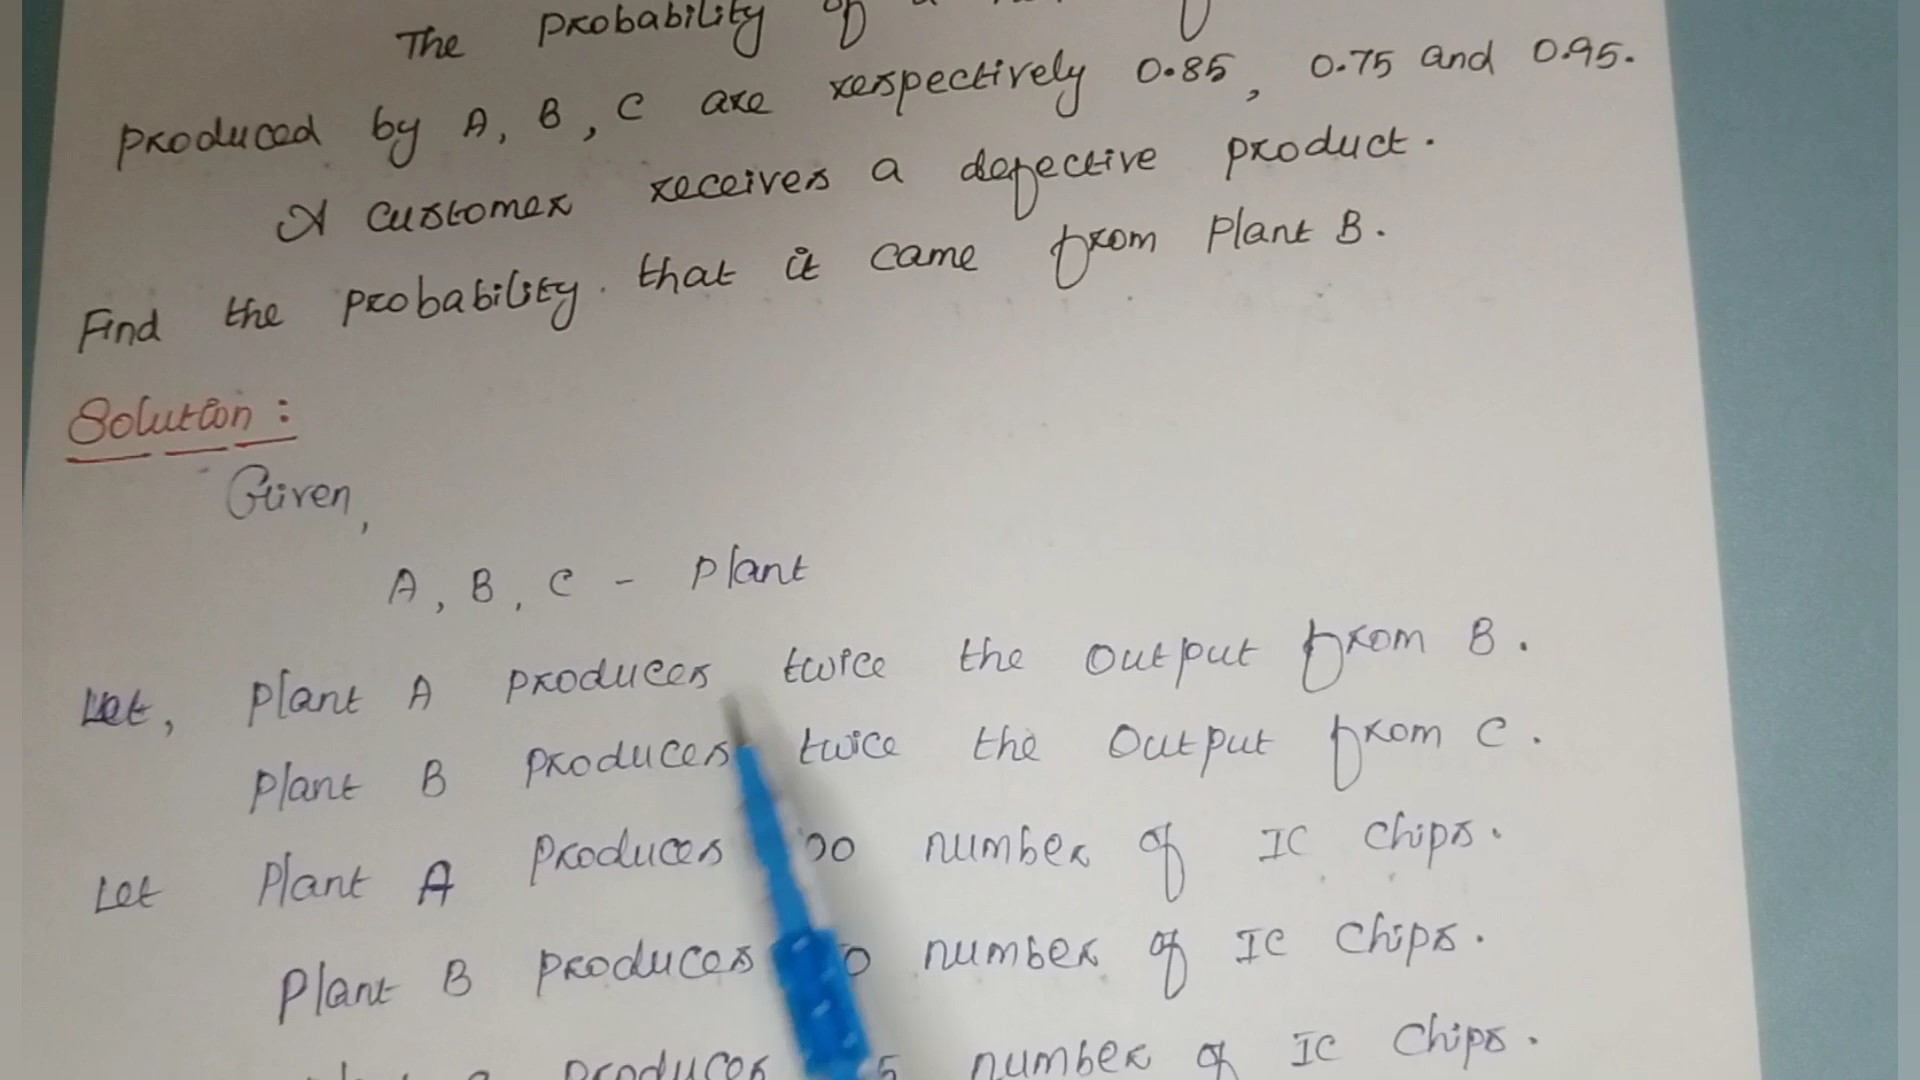 The probability of a
produced by A, B, C are respectively 0.85, 0.75 and 0.95.
A customer receives a defective product.
Find the probability that it came from plant B.
Solution:
Given,
A, B, C - plant
Let, plant A produces twice the output from B.
plant B produces twice the output from C.
Let plant A produces number of IC chips.
plant B produces number of IC chips.
produces number of IC chips.